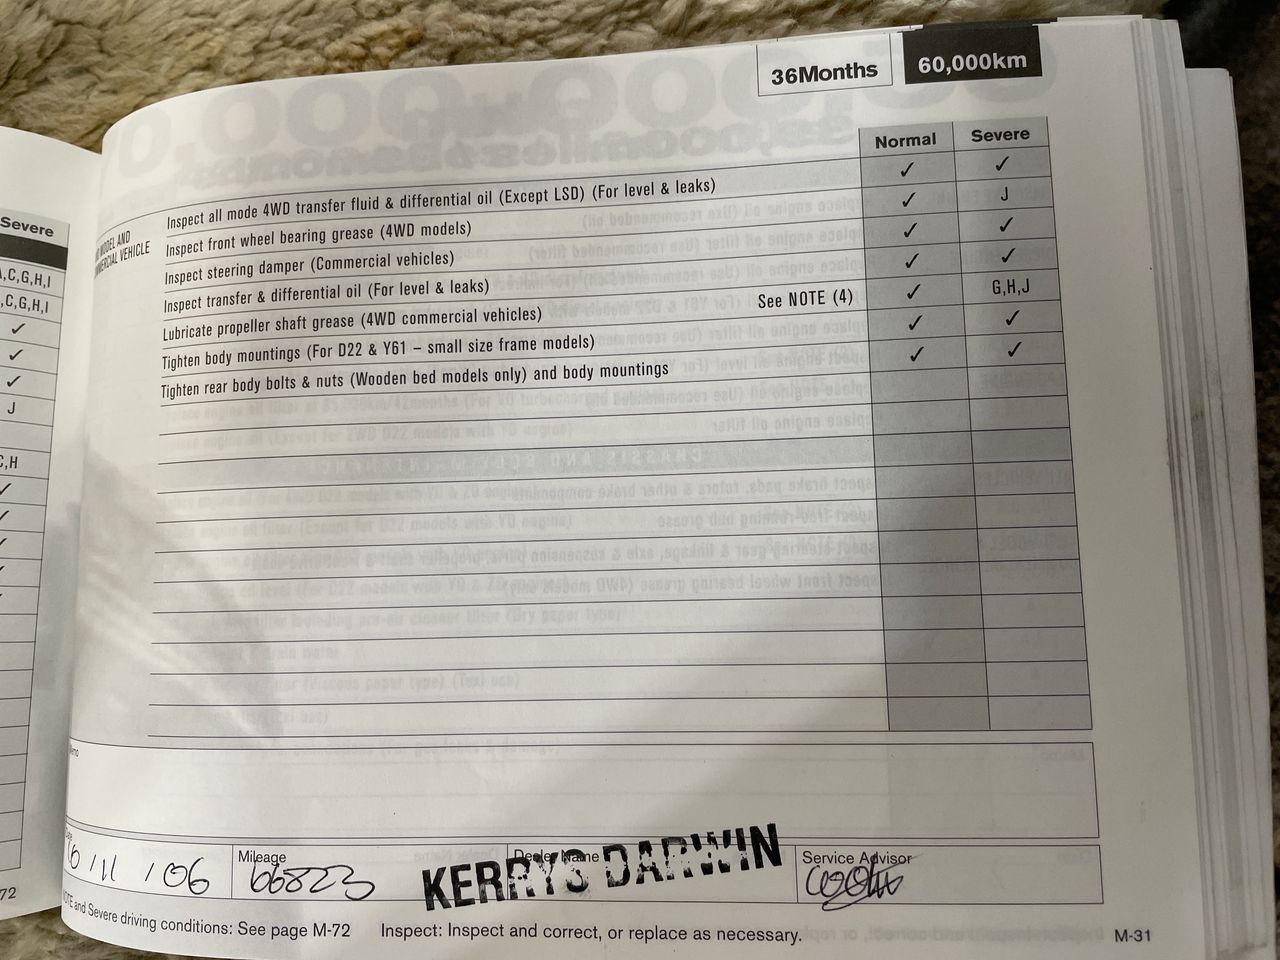 36Months 60,000km
Normal Severe
Inspect all mode 4WD transfer fluid & differential oil (Except LSD) (For level & leaks) ✓ ✓
Inspect front wheel bearing grease (4WD models) ✓ J
Inspect steering damper (Commercial vehicles) ✓ ✓
Inspect transfer & differential oil (For level & leaks) ✓ ✓
Lubricate propeller shaft grease (4WD commercial vehicles) See NOTE (4) ✓ G,H,J
Tighten body mountings (For D22 & Y61 – small size frame models) ✓ ✓
Tighten rear body bolts & nuts (Wooden bed models only) and body mountings ✓ ✓
MODEL AND
COMMERCIAL VEHICLE
Severe
A,C,G,H,I
,C,G,H,I
✓
✓
✓
J
C,H
✓
✓
✓
72
Mileage Dealer Name Service Advisor
6/11/06 66823 KERRYS DARWIN
NOTE and Severe driving conditions: See page M-72 Inspect: Inspect and correct, or replace as necessary. M-31